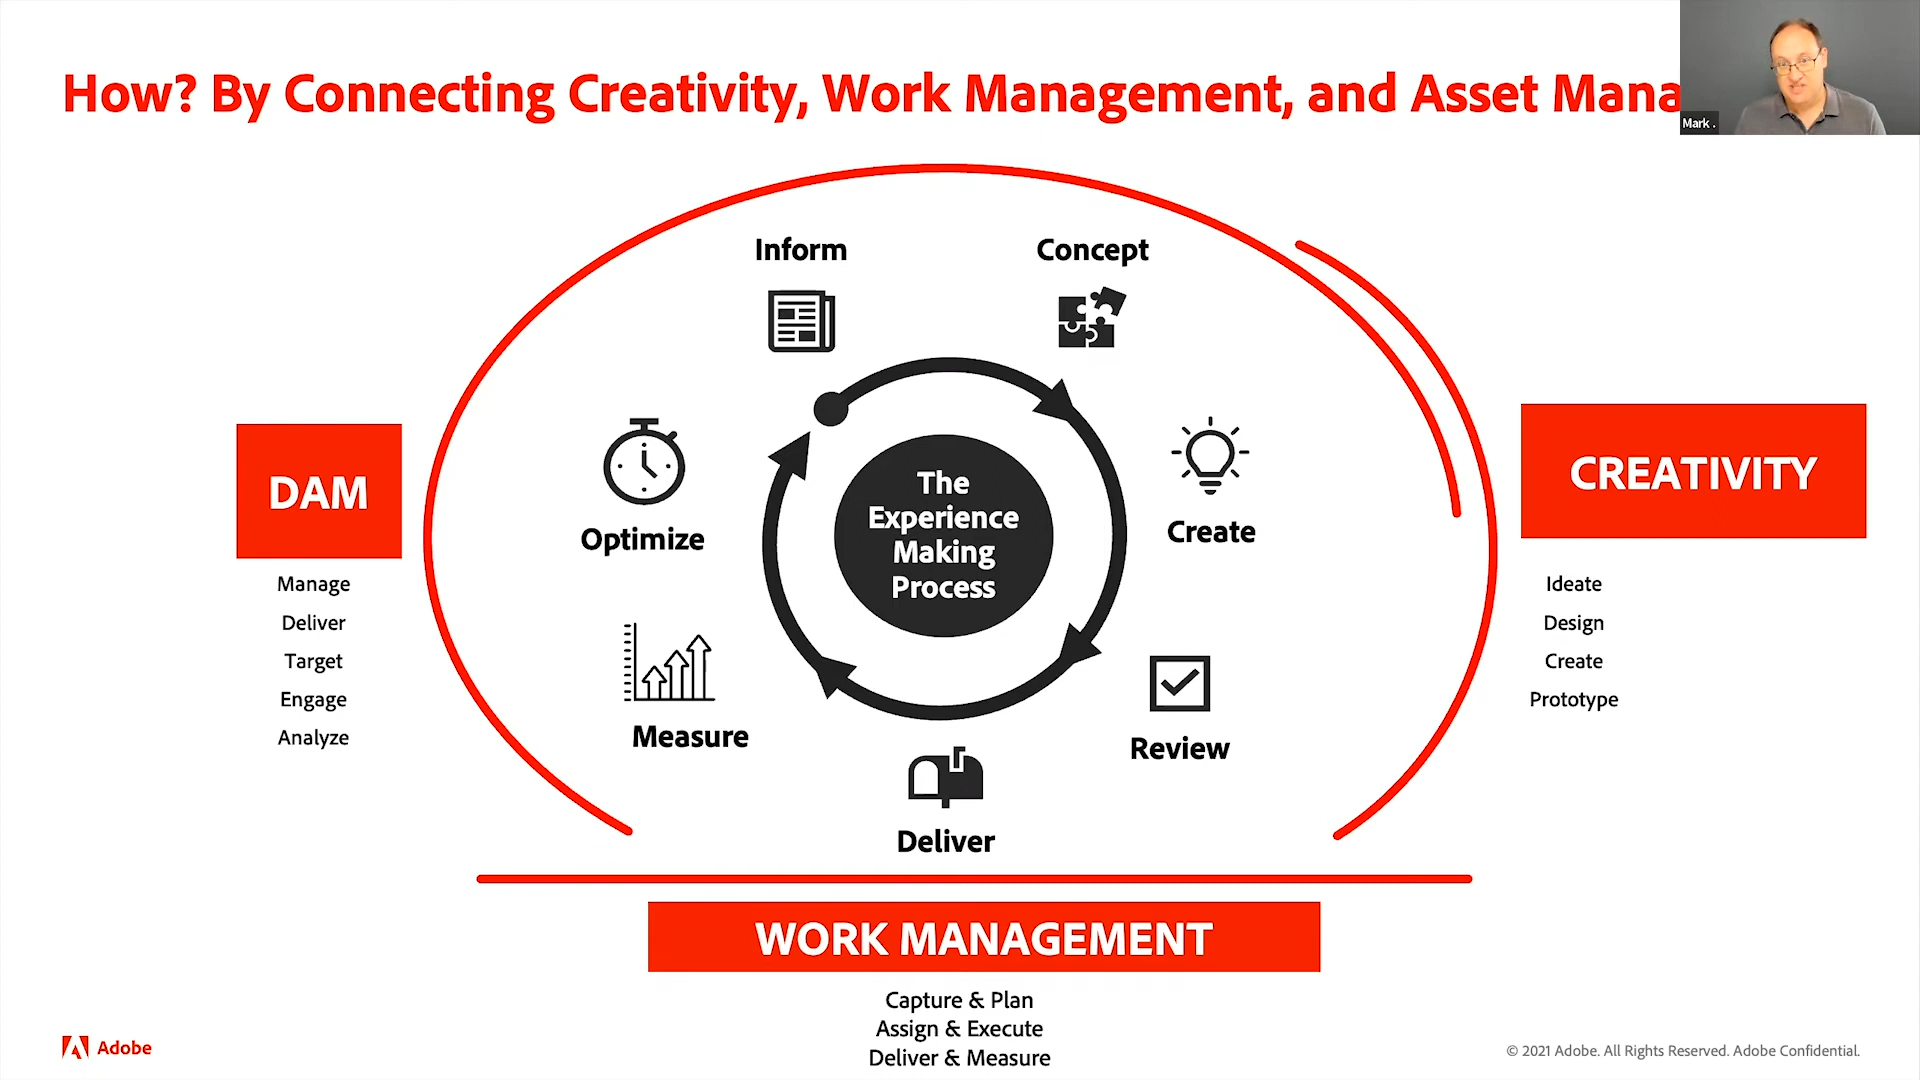 How? By Connecting Creativity, Work Management, and Asset Mana
Mark .
Inform
Concept
Optimize
The
Experience
Making
Process
Create
Measure
Review
Deliver
DAM
Manage
Deliver
Target
Engage
Analyze
CREATIVITY
Ideate
Design
Create
Prototype
WORK MANAGEMENT
Capture & Plan
Assign & Execute
Deliver & Measure
Adobe
© 2021 Adobe. All Rights Reserved. Adobe Confidential.